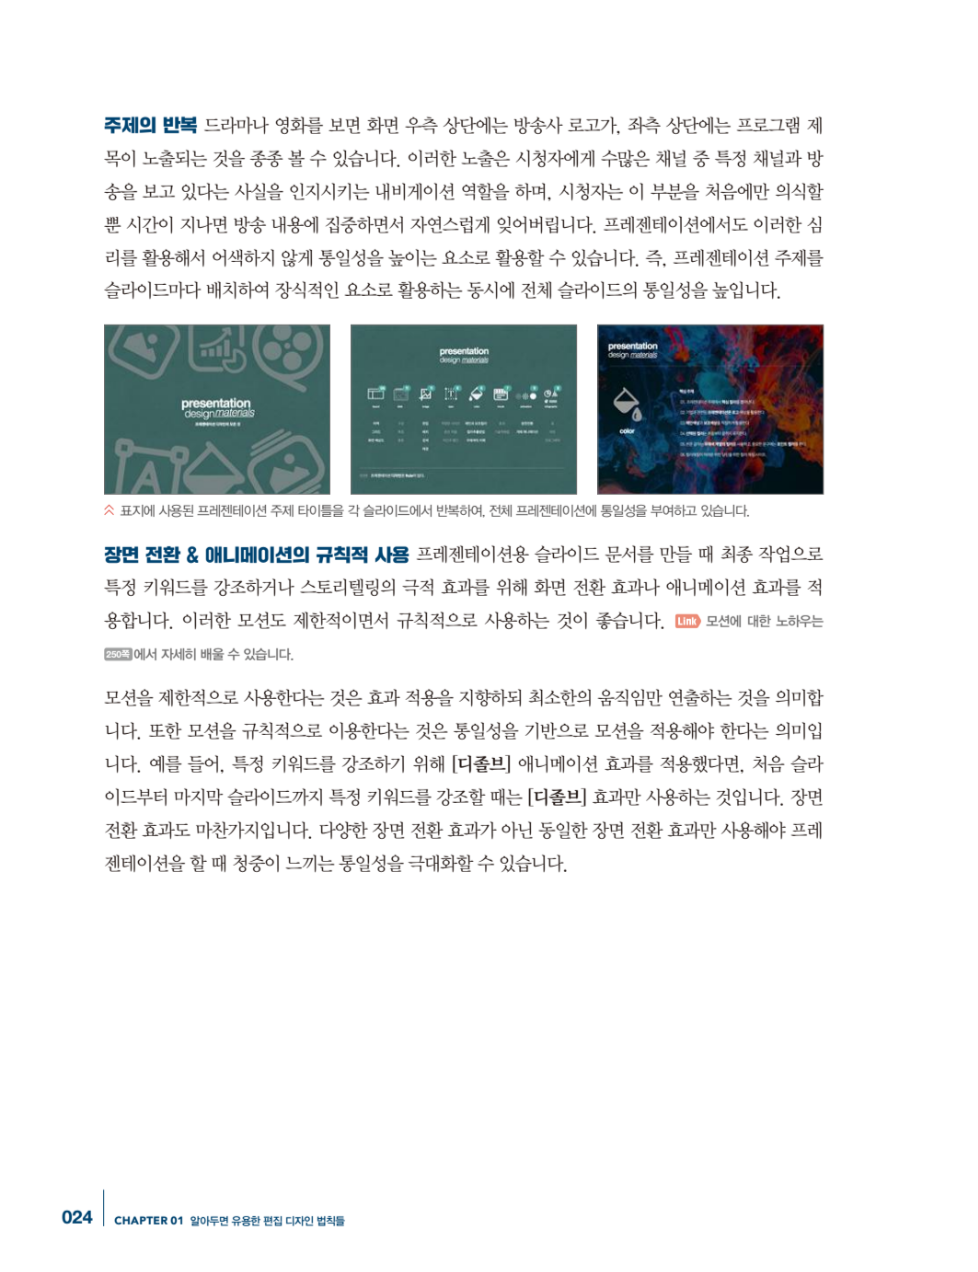 주제의 반복 드라마나 영화를 보면 화면 우측 상단에는 방송사 로고가, 좌측 상단에는 프로그램 제
목이 노출되는 것을 종종 볼 수 있습니다. 이러한 노출은 시청자에게 수많은 채널 중 특정 채널과 방
송을 보고 있다는 사실을 인지시키는 내비게이션 역할을 하며, 시청자는 이 부분을 처음에만 의식할
뿐 시간이 지나면 방송 내용에 집중하면서 자연스럽게 잊어버립니다. 프레젠테이션에서도 이러한 심
리를 활용해서 어색하지 않게 통일성을 높이는 요소로 활용할 수 있습니다. 즉, 프레젠테이션 주제를
슬라이드마다 배치하여 장식적인 요소로 활용하는 동시에 전체 슬라이드의 통일성을 높입니다.
presentation
designmaterials
presentation
design materials
presentation
design materials
color
표지에 사용된 프레젠테이션 주제 타이틀을 각 슬라이드에서 반복하여, 전체 프레젠테이션에 통일성을 부여하고 있습니다.
장면 전환 & 애니메이션의 규칙적 사용 프레젠테이션용 슬라이드 문서를 만들 때 최종 작업으로
특정 키워드를 강조하거나 스토리텔링의 극적 효과를 위해 화면 전환 효과나 애니메이션 효과를 적
용합니다. 이러한 모션도 제한적이면서 규칙적으로 사용하는 것이 좋습니다. Link 모션에 대한 노하우는
250쪽에서 자세히 배울 수 있습니다.
모션을 제한적으로 사용한다는 것은 효과 적용을 지향하되 최소한의 움직임만 연출하는 것을 의미합
니다. 또한 모션을 규칙적으로 이용한다는 것은 통일성을 기반으로 모션을 적용해야 한다는 의미입
니다. 예를 들어, 특정 키워드를 강조하기 위해 [디졸브] 애니메이션 효과를 적용했다면, 처음 슬라
이드부터 마지막 슬라이드까지 특정 키워드를 강조할 때는 [디졸브] 효과만 사용하는 것입니다. 장면
전환 효과도 마찬가지입니다. 다양한 장면 전환 효과가 아닌 동일한 장면 전환 효과만 사용해야 프레
젠테이션을 할 때 청중이 느끼는 통일성을 극대화할 수 있습니다.
024 CHAPTER 01 알아두면 유용한 편집 디자인 법칙들